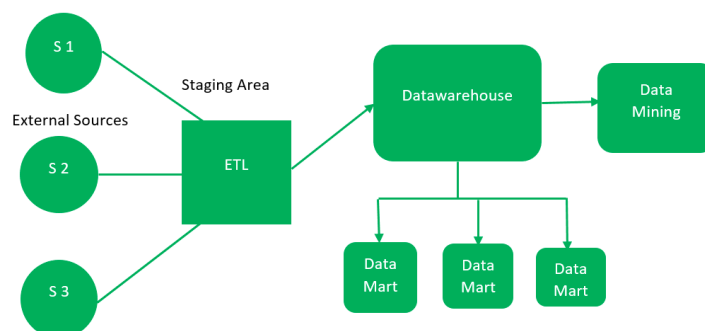 S 1
Staging Area
External Sources
S 2
ETL
S 3
Datawarehouse
Data
Mining
Data
Mart
Data
Mart
Data
Mart